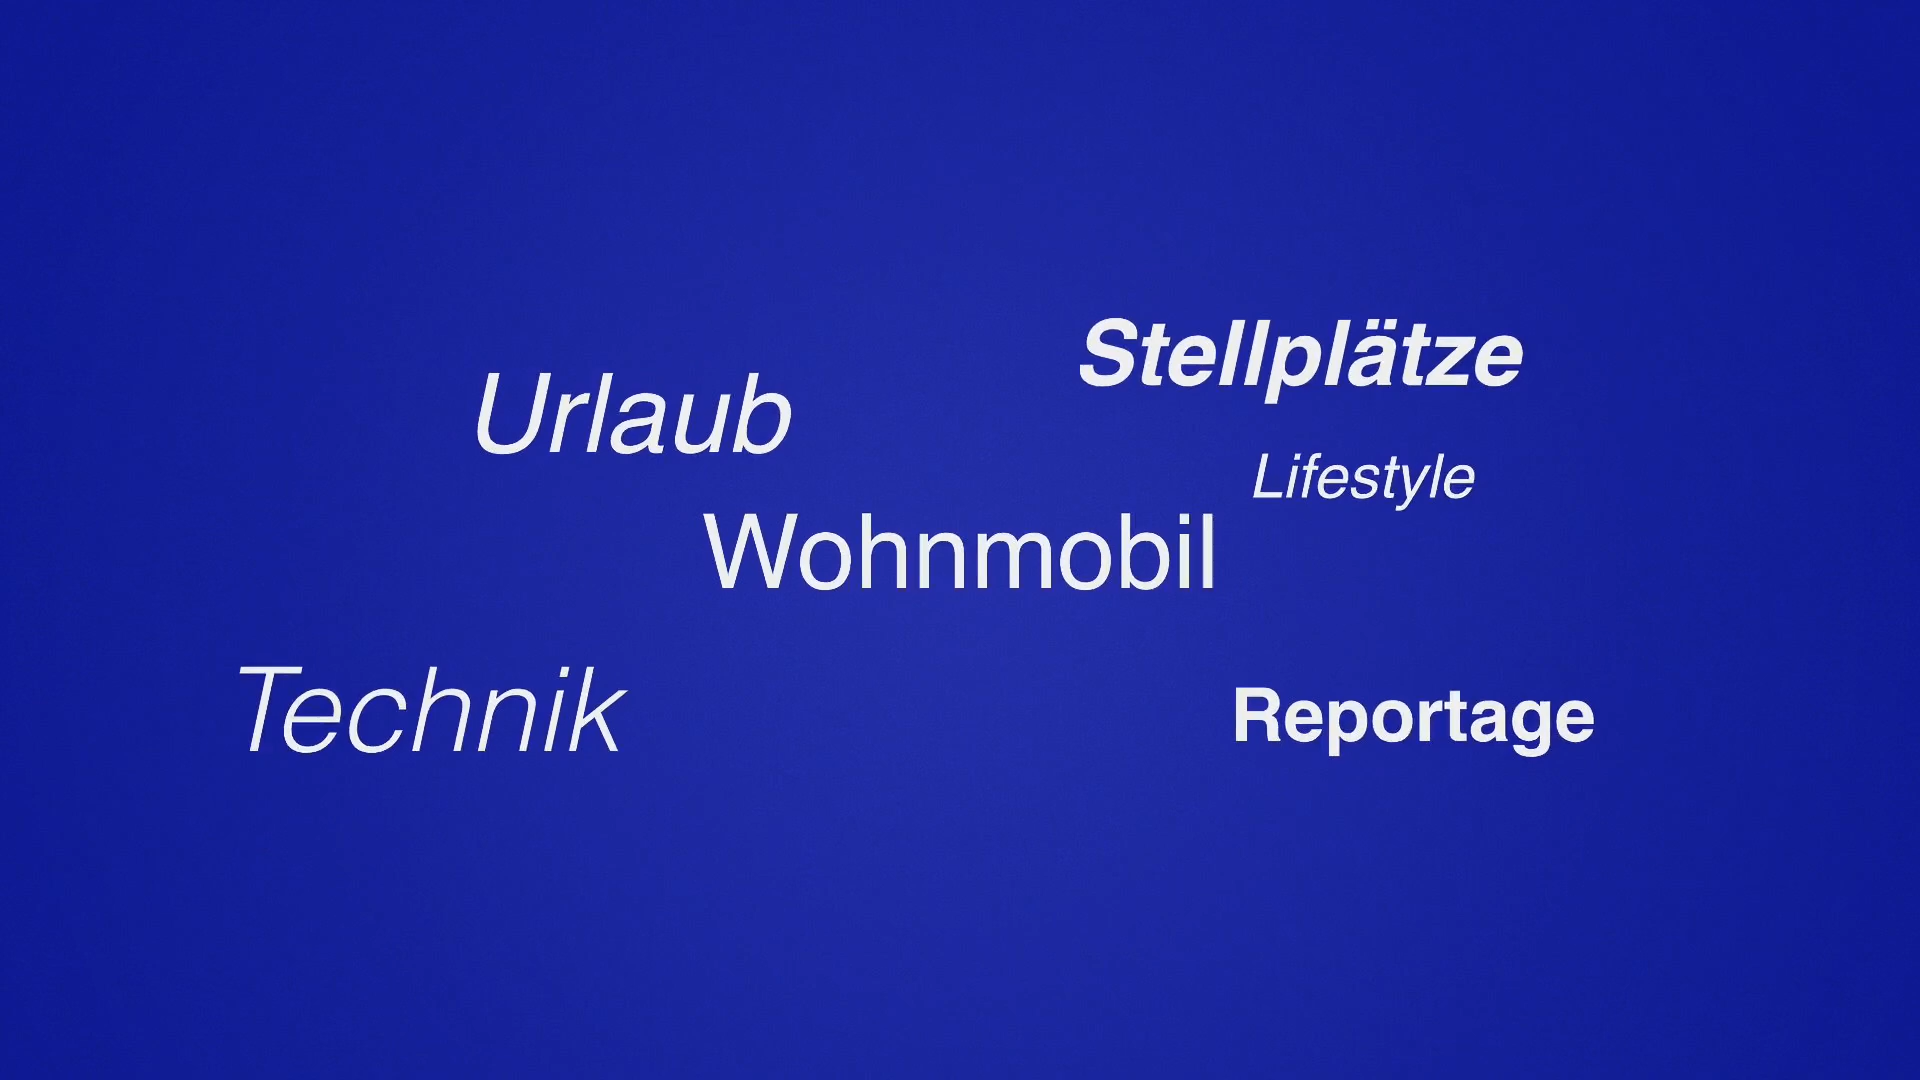 Stellplätze
Urlaub
Lifestyle
Wohnmobil
Technik
Reportage